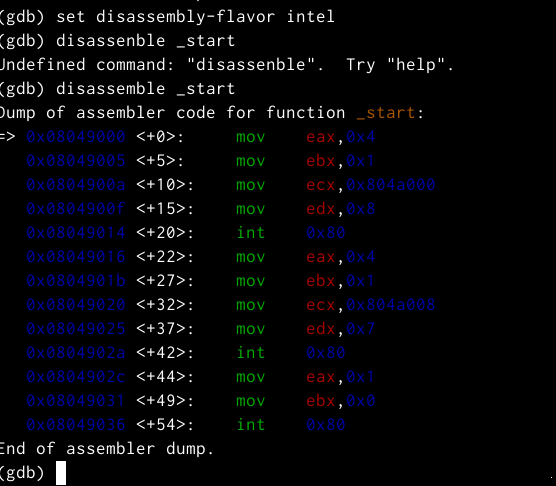 (gdb) set disassembly-flavor intel
(gdb) disassenble _start
Undefined command: "disassenble".  Try "help".
(gdb) disassemble _start
Dump of assembler code for function _start:
=> 0x08049000 <+0>:     mov    eax,0x4
   0x08049005 <+5>:     mov    ebx,0x1
   0x0804900a <+10>:    mov    ecx,0x804a000
   0x0804900f <+15>:    mov    edx,0x8
   0x08049014 <+20>:    int    0x80
   0x08049016 <+22>:    mov    eax,0x4
   0x0804901b <+27>:    mov    ebx,0x1
   0x08049020 <+32>:    mov    ecx,0x804a008
   0x08049025 <+37>:    mov    edx,0x7
   0x0804902a <+42>:    int    0x80
   0x0804902c <+44>:    mov    eax,0x1
   0x08049031 <+49>:    mov    ebx,0x0
   0x08049036 <+54>:    int    0x80
End of assembler dump.
(gdb)